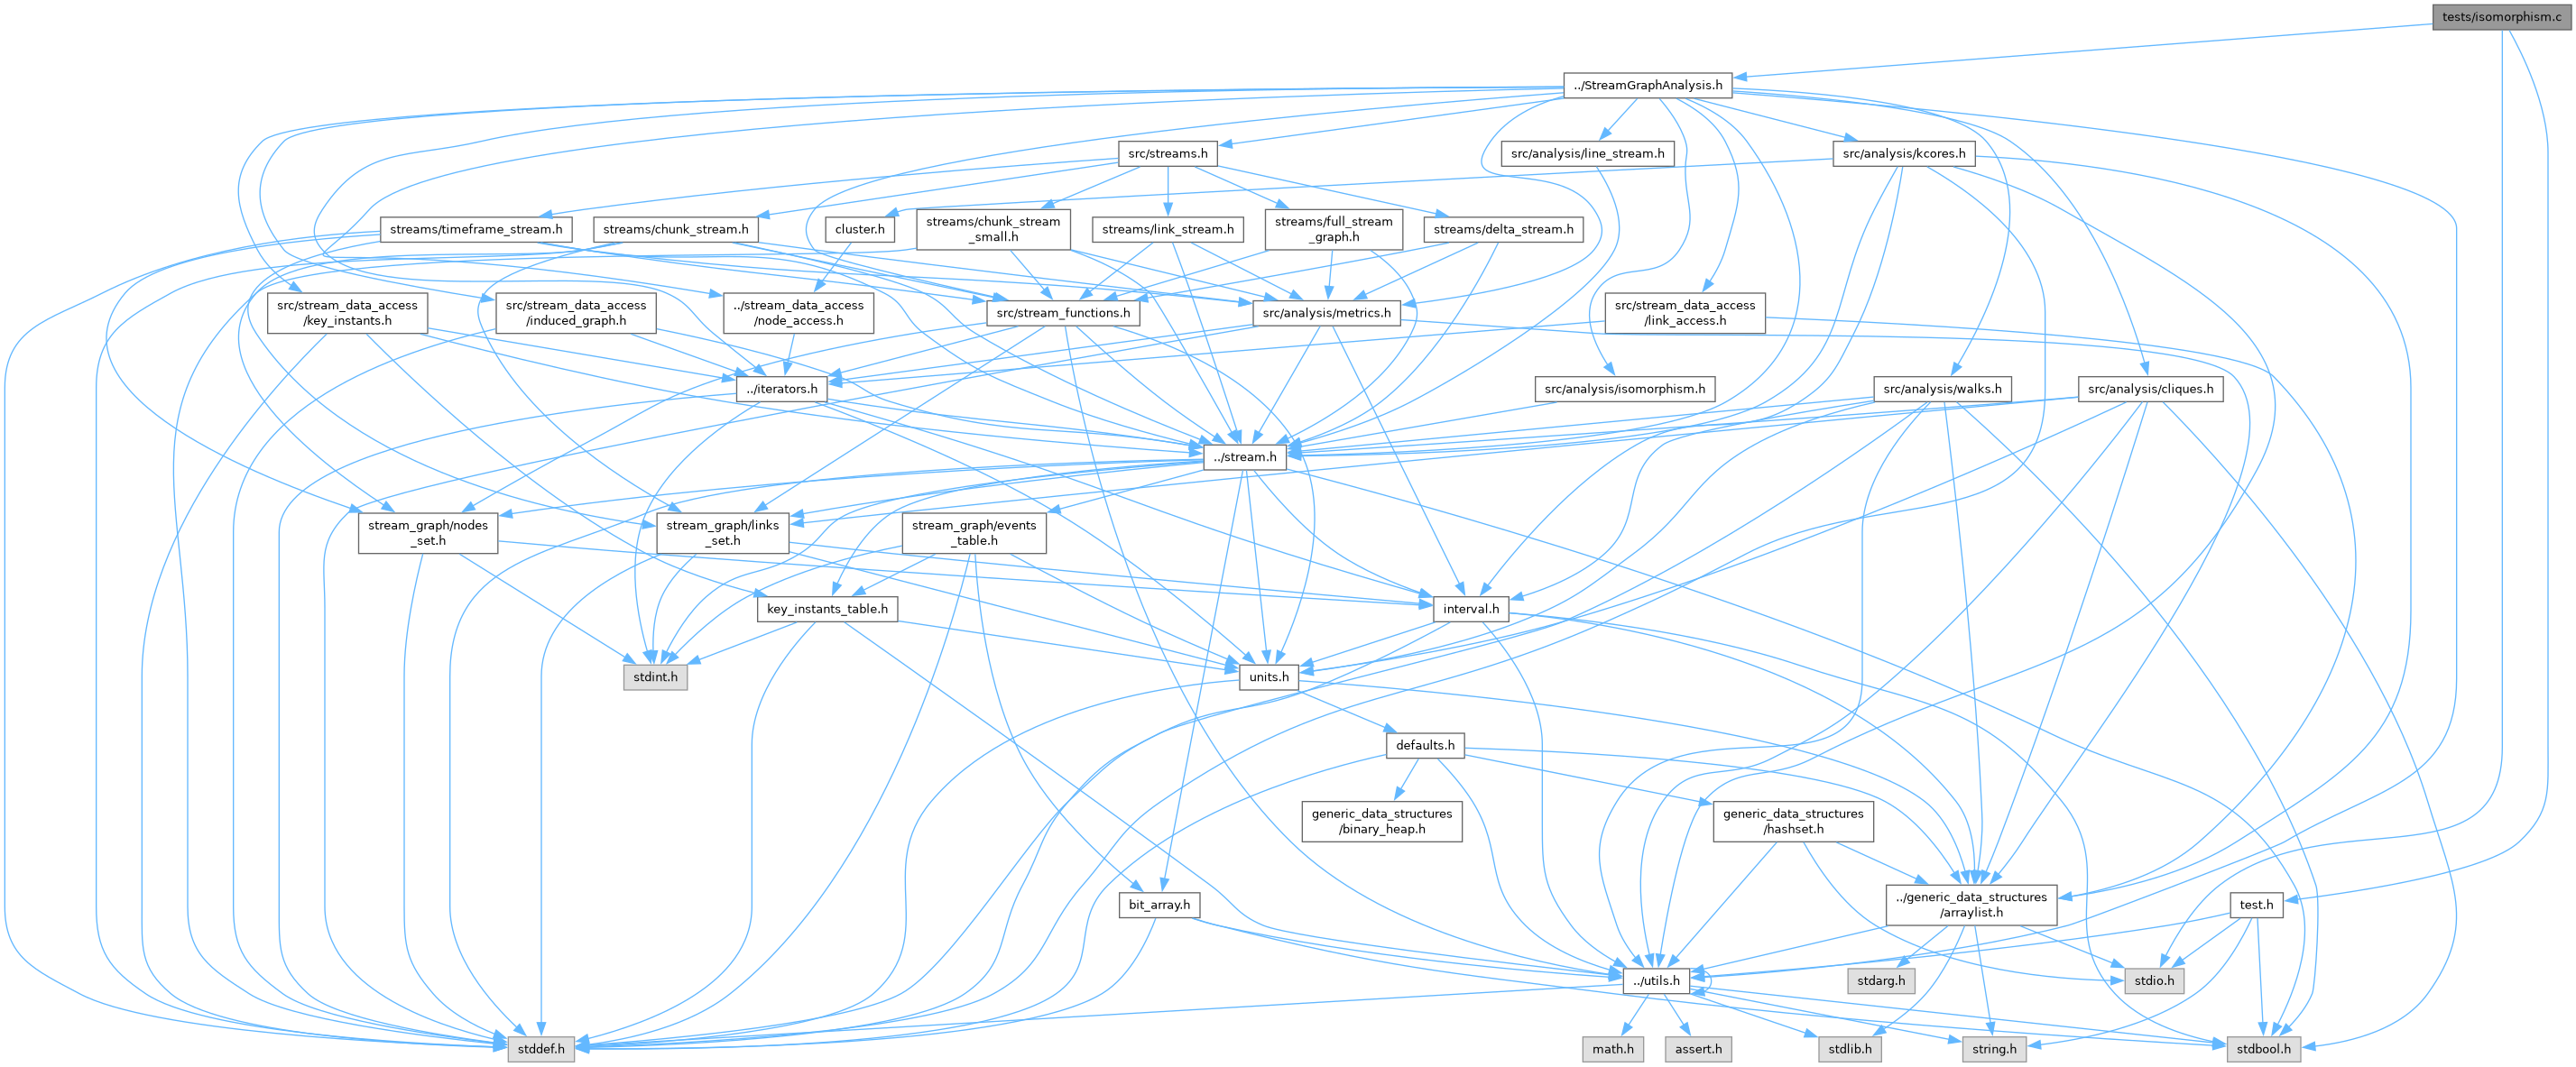 tests/isomorphism.c
../StreamGraphAnalysis.h
src/streams.h
src/analysis/line_stream.h
src/analysis/kcores.h
streams/timeframe_stream.h
streams/chunk_stream.h
cluster.h
streams/chunk_stream
_small.h
streams/link_stream.h
streams/full_stream
_graph.h
streams/delta_stream.h
src/stream_data_access
/key_instants.h
src/stream_data_access
/induced_graph.h
../stream_data_access
/node_access.h
src/stream_functions.h
src/analysis/metrics.h
src/stream_data_access
/link_access.h
../iterators.h
src/analysis/isomorphism.h
src/analysis/walks.h
src/analysis/cliques.h
../stream.h
stream_graph/nodes
_set.h
stream_graph/links
_set.h
stream_graph/events
_table.h
key_instants_table.h
interval.h
stdint.h
units.h
defaults.h
generic_data_structures
/binary_heap.h
generic_data_structures
/hashset.h
bit_array.h
../generic_data_structures
/arraylist.h
test.h
../utils.h
stdarg.h
stdio.h
stddef.h
math.h
assert.h
stdlib.h
string.h
stdbool.h